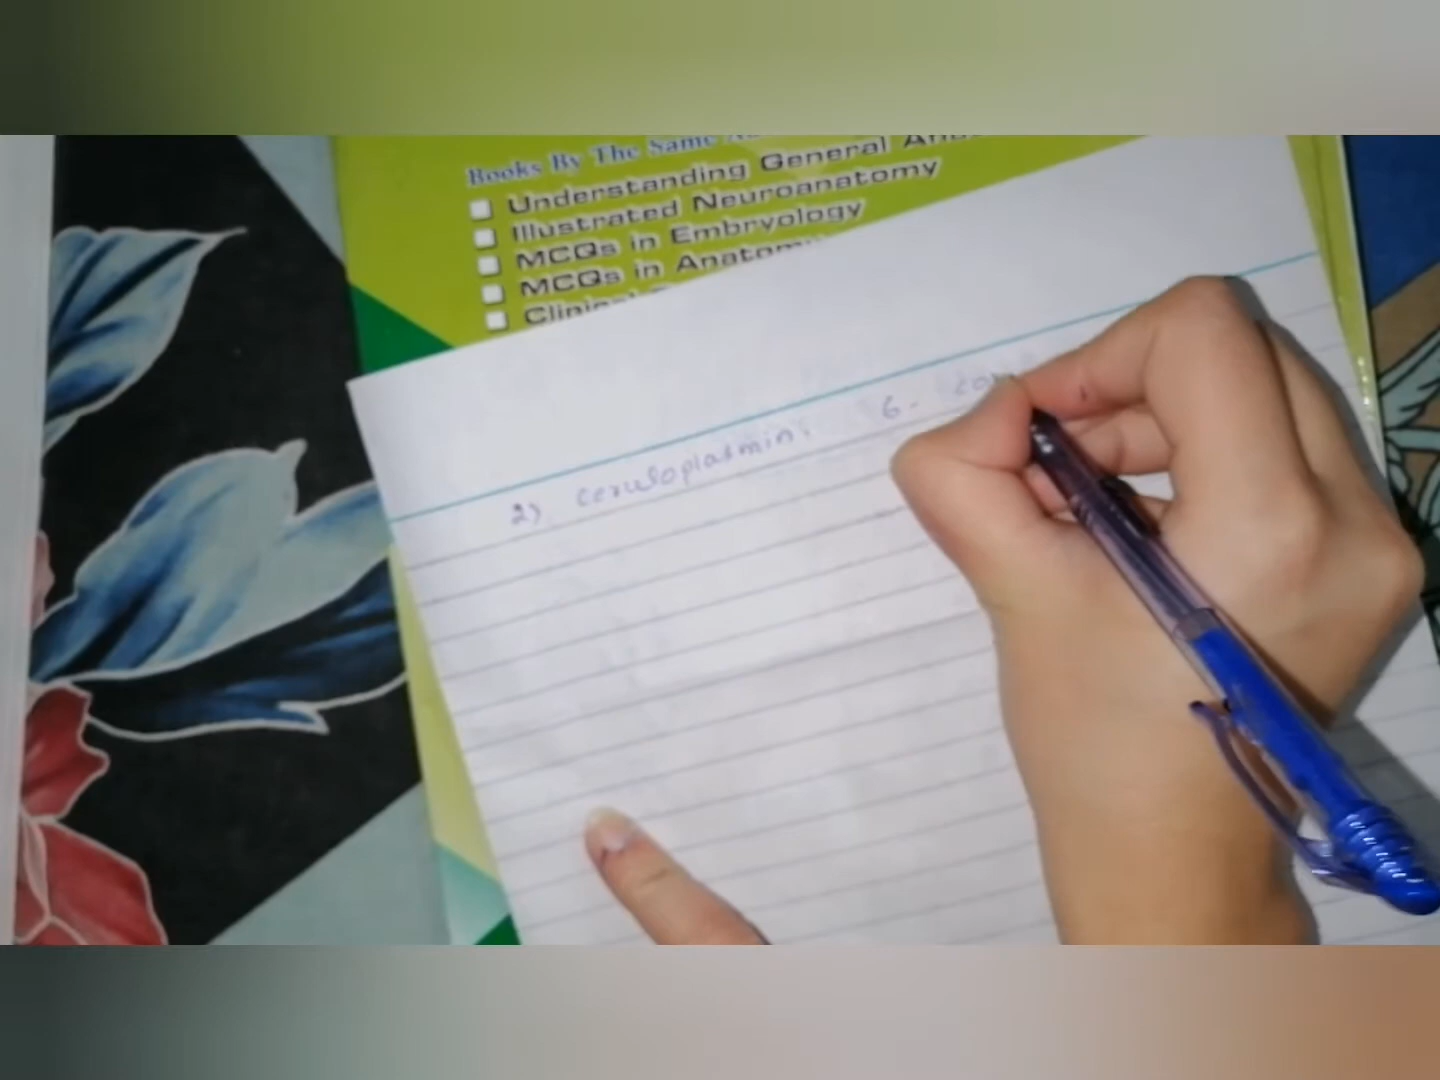 Books By The Same
Understanding General
Illustrated Neuroanatomy
MCQs in Embryology
MCQs in
2) ceruloplasmin: 6-